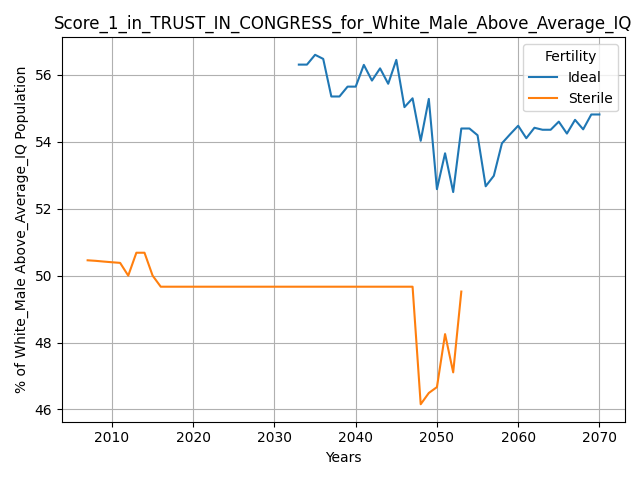 Score_1_in_TRUST_IN_CONGRESS_for_White_Male_Above_Average_IQ
% of White_Male Above_Average_IQ Population
56
54
52
50
48
46
Fertility
Ideal
Sterile
2010 2020 2030 2040 2050 2060 2070
Years